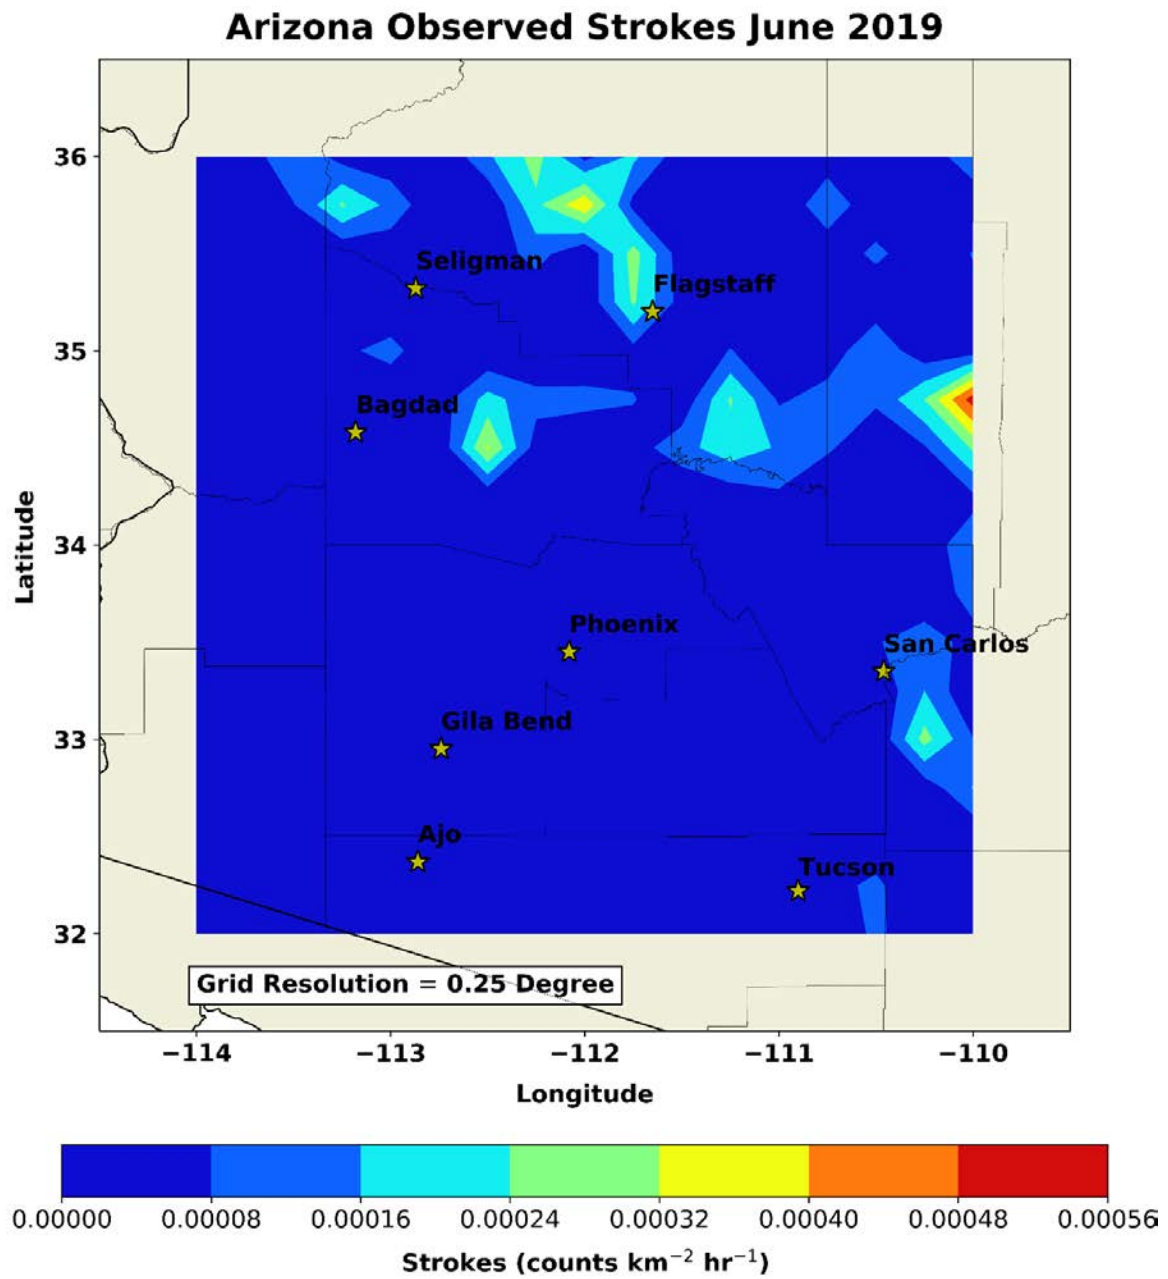 Arizona Observed Strokes June 2019
36
Seligman
Flagstaff
35
Bagdad
34
Phoenix
San Carlos
Gila Bend
33
Ajo
Tucson
32
Grid Resolution = 0.25 Degree
Latitude
−114 −113 −112 −111 −110
Longitude
0.00000 0.00008 0.00016 0.00024 0.00032 0.00040 0.00048 0.00056
Strokes (counts km⁻² hr⁻¹)